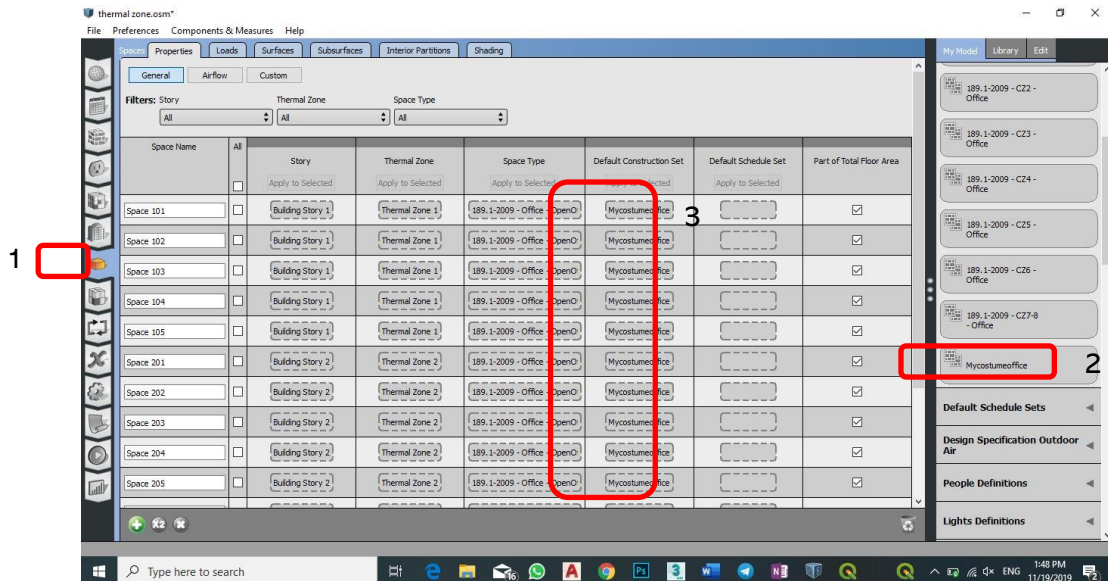 thermal zone.osm*
File Preferences Components & Measures Help
Spaces Properties Loads Surfaces Subsurfaces Interior Partitions Shading
My Model Library Edit
General Airflow Custom
Filters: Story Thermal Zone Space Type
All All All
Space Name All Story Thermal Zone Space Type Default Construction Set Default Schedule Set Part of Total Floor Area
Apply to Selected Apply to Selected Apply to Selected Apply to Selected Apply to Selected
Space 101 Building Story 1 Thermal Zone 1 189.1-2009 - Office - OpenO Mycostumeoffice
3
Space 102 Building Story 1 Thermal Zone 1 189.1-2009 - Office - OpenO Mycostumeoffice
1
Space 103 Building Story 1 Thermal Zone 1 189.1-2009 - Office - OpenO Mycostumeoffice
Space 104 Building Story 1 Thermal Zone 1 189.1-2009 - Office - OpenO Mycostumeoffice
Space 105 Building Story 1 Thermal Zone 1 189.1-2009 - Office - OpenO Mycostumeoffice
Space 201 Building Story 2 Thermal Zone 2 189.1-2009 - Office - OpenO Mycostumeoffice
Space 202 Building Story 2 Thermal Zone 2 189.1-2009 - Office - OpenO Mycostumeoffice
Space 203 Building Story 2 Thermal Zone 2 189.1-2009 - Office - OpenO Mycostumeoffice
Space 204 Building Story 2 Thermal Zone 2 189.1-2009 - Office - OpenO Mycostumeoffice
Space 205 Building Story 2 Thermal Zone 2 189.1-2009 - Office - OpenO Mycostumeoffice
189.1-2009 - CZ2 -
Office
189.1-2009 - CZ3 -
Office
189.1-2009 - CZ4 -
Office
189.1-2009 - CZ5 -
Office
189.1-2009 - CZ6 -
Office
189.1-2009 - CZ7-8
- Office
Mycostumeoffice
2
Default Schedule Sets
Design Specification Outdoor
Air
People Definitions
Lights Definitions
x2
Type here to search
16
Ps
3
ENG
1:48 PM
11/19/2019
2